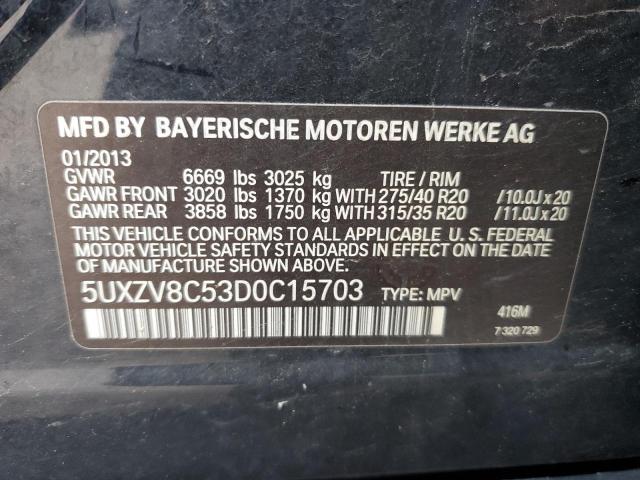 MFD BY BAYERISCHE MOTOREN WERKE AG
01/2013
GVWR 6669 lbs 3025 kg TIRE / RIM
GAWR FRONT 3020 lbs 1370 kg WITH 275/40 R20 /10.0J x 20
GAWR REAR 3858 lbs 1750 kg WITH 315/35 R20 /11.0J x 20
THIS VEHICLE CONFORMS TO ALL APPLICABLE U. S. FEDERAL
MOTOR VEHICLE SAFETY STANDARDS IN EFFECT ON THE DATE OF
MANUFACTURE SHOWN ABOVE.
5UXZV8C53D0C15703 TYPE: MPV
416M
7 320 729